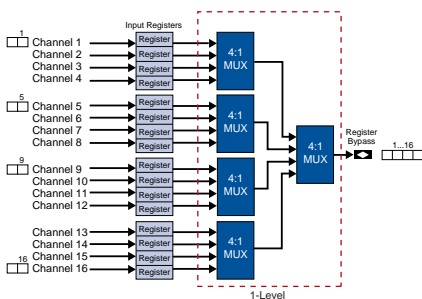 Input Registers
1
Channel 1
Register
Channel 2
Register
Channel 3
Register
Channel 4
Register
4:1
MUX
5
Channel 5
Register
Channel 6
Register
Channel 7
Register
Channel 8
Register
4:1
MUX
9
Channel 9
Register
Channel 10
Register
Channel 11
Register
Channel 12
Register
4:1
MUX
Channel 13
Register
Channel 14
Register
Channel 15
Register
16
Channel 16
Register
4:1
MUX
4:1
MUX
Register
Bypass
1...16
1-Level